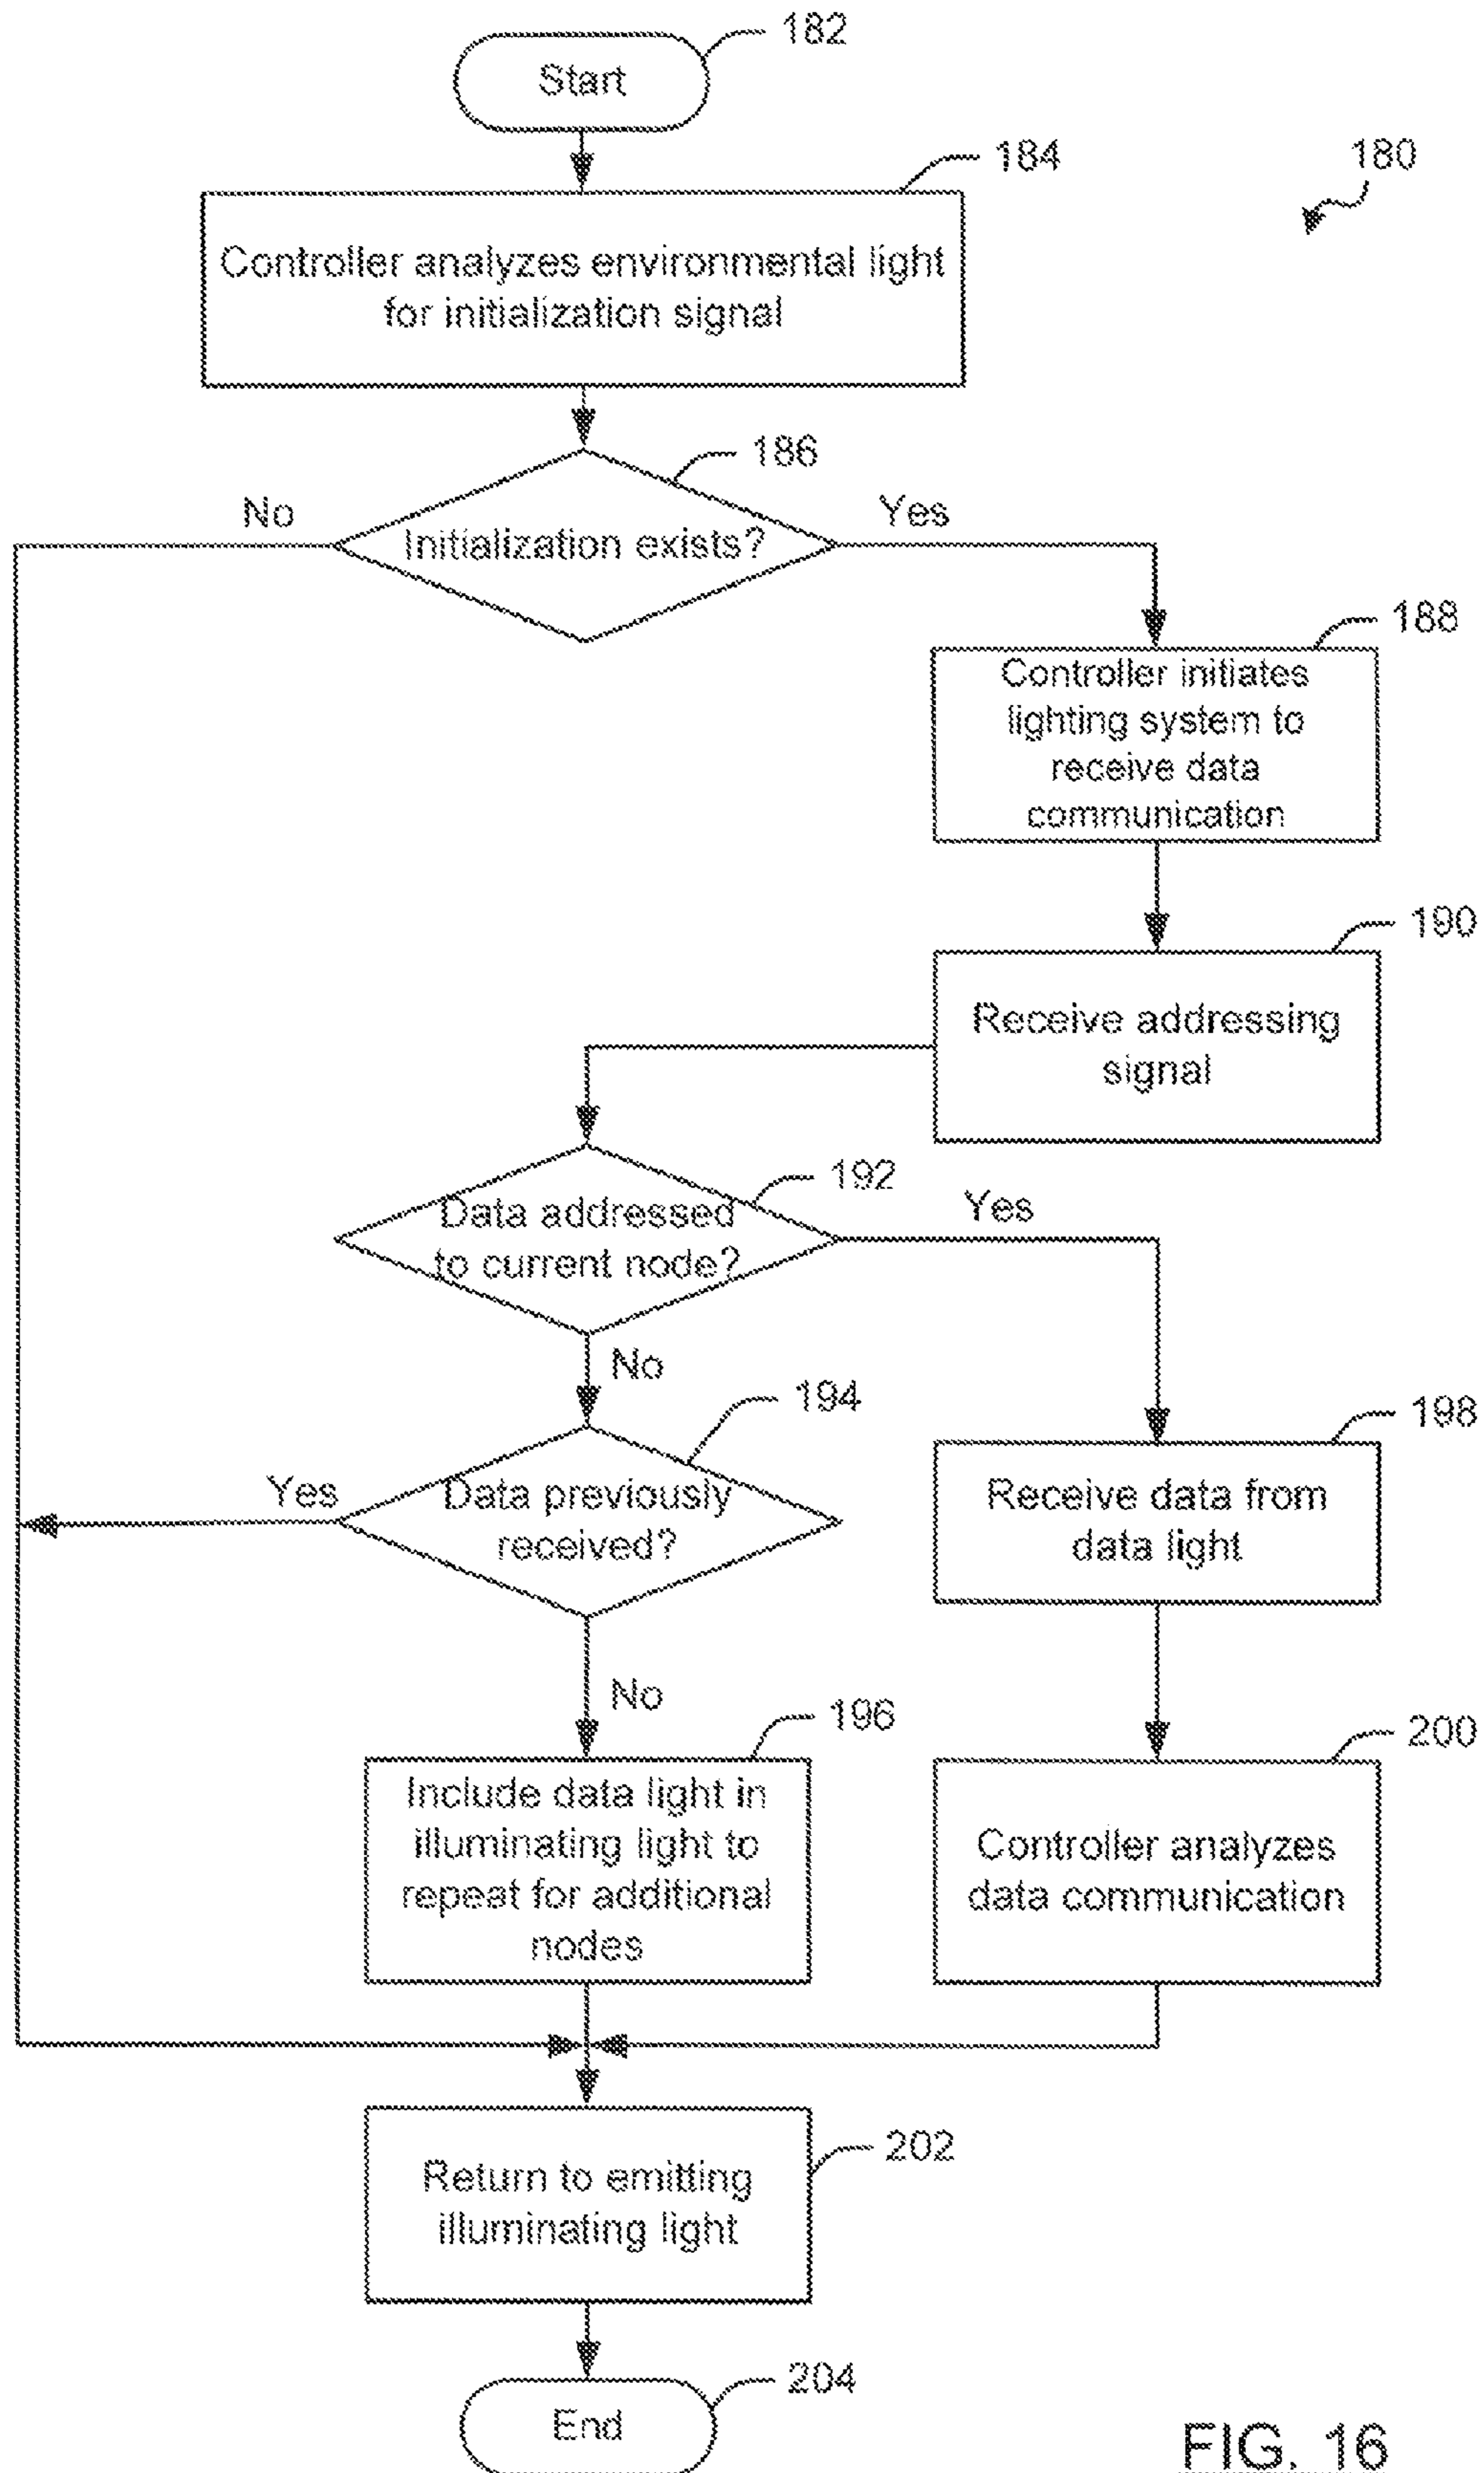 182
Start
184
180
Controller analyzes environmental light
for initialization signal
186
No
Yes
Initialization exists?
188
Controller initiates
lighting system to
receive data
communication
190
Receive addressing
signal
192
Data addressed
to current node?
Yes
No
194
198
Yes
Data previously
received?
Receive data from
data light
No
196
200
Include data light in
illuminating light to
repeat for additional
nodes
Controller analyzes
data communication
202
Return to emitting
illuminating light
204
End
FIG. 16